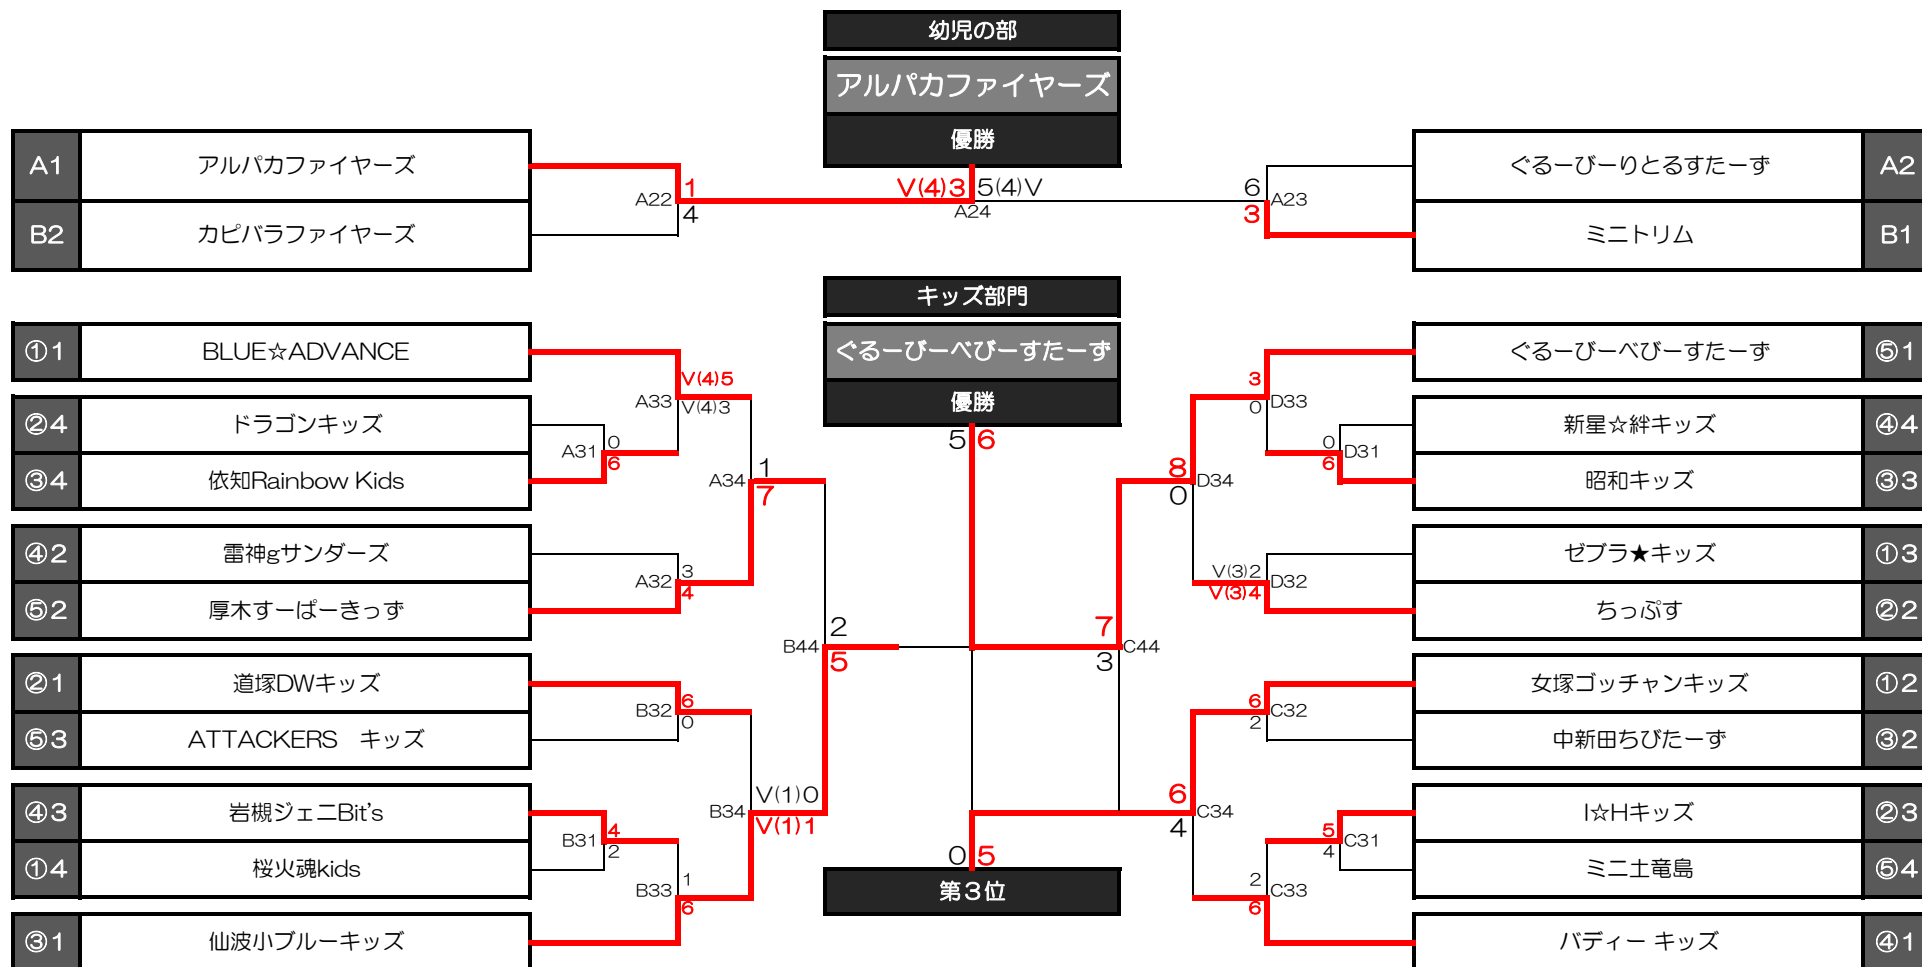 幼児の部
アルパカファイヤーズ
優勝
A1 アルパカファイヤーズ
B2 カピバラファイヤーズ
A22 1
4
V(4)3 5(4)V
A24
6 A23
3
ぐるーびーりとるすたーず A2
ミニトリム B1
キッズ部門
ぐるーびーべびーすたーず
優勝
5 6
①1 BLUE☆ADVANCE
②4 ドラゴンキッズ
③4 依知Rainbow Kids
④2 雷神gサンダーズ
⑤2 厚木すーぱーきっず
②1 道塚DWキッズ
⑤3 ATTACKERS　キッズ
④3 岩槻ジェニBit's
①4 桜火魂kids
③1 仙波小ブルーキッズ
A33 V(4)5
V(4)3
A31 0
6
A34 1
7
A32 3
4
B44 2
5
B32 6
0
B34 V(1)0
V(1)1
B31 4
2
B33 1
6
ぐるーびーべびーすたーず ⑤1
新星☆絆キッズ ④4
昭和キッズ ③3
ゼブラ★キッズ ①3
ちっぷす ②2
女塚ゴッチャンキッズ ①2
中新田ちびたーず ③2
I☆Hキッズ ②3
ミニ土竜島 ⑤4
バディー キッズ ④1
3
0 D33
0 D31
6
8 D34
0
V(3)2 D32
V(3)4
7 C44
3
6 C32
2
6 C34
4
5 C31
4
2 C33
6
0 5
第3位